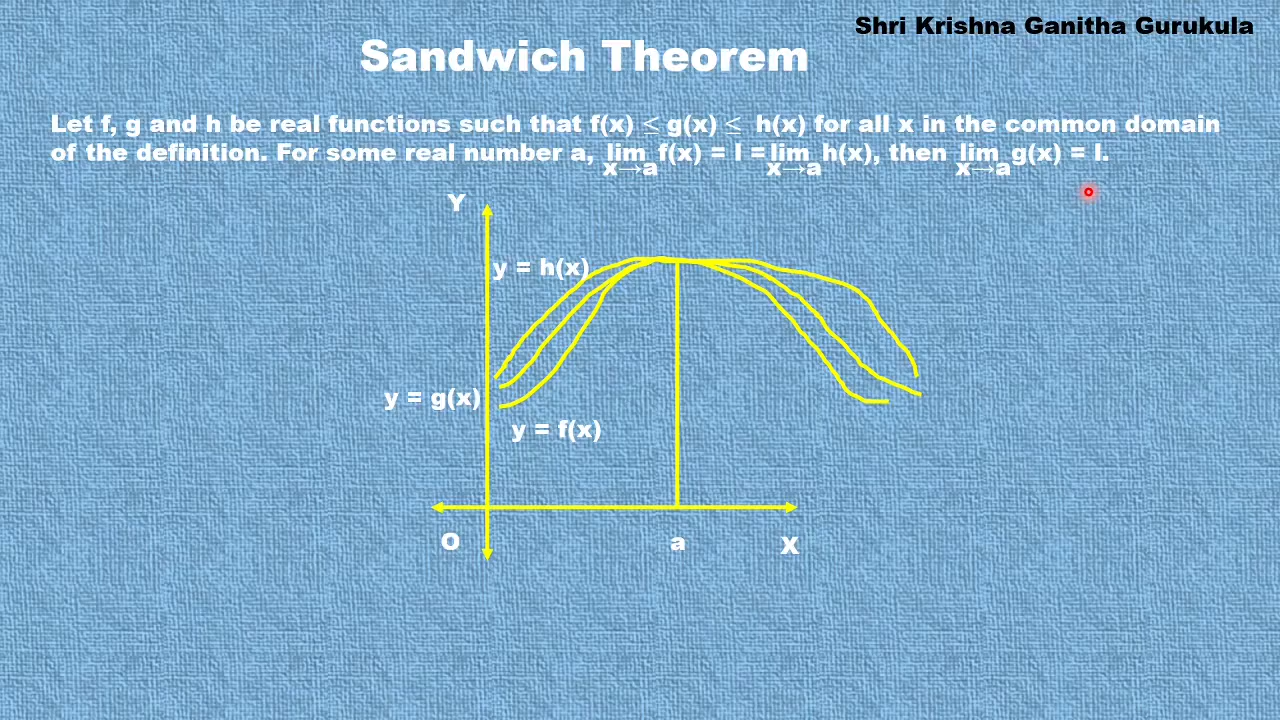 Shri Krishna Ganitha Gurukula
Sandwich Theorem
Let f, g and h be real functions such that f(x) ≤ g(x) ≤ h(x) for all x in the common domain
of the definition. For some real number a, lim f(x) = l = lim h(x), then lim g(x) = l.
x→a x→a x→a
Y
y = h(x)
y = g(x)
y = f(x)
O a X